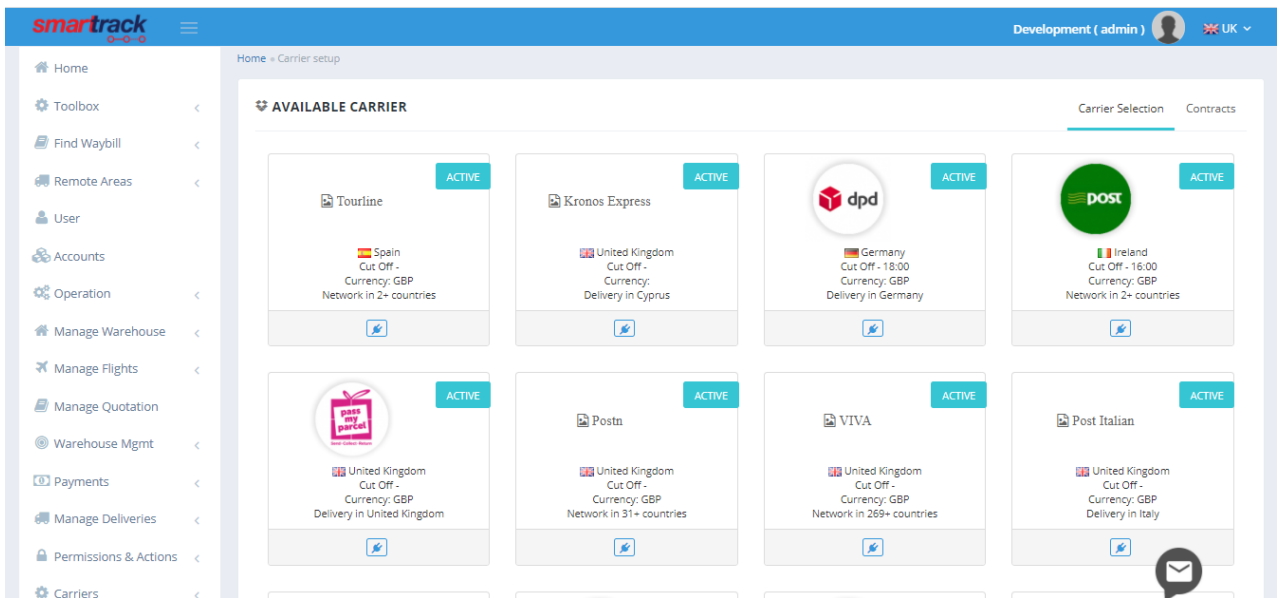 smartrack
Development ( admin )
UK
Home
Toolbox
Find Waybill
Remote Areas
User
Accounts
Operation
Manage Warehouse
Manage Flights
Manage Quotation
Warehouse Mgmt
Payments
Manage Deliveries
Permissions & Actions
Carriers
Home » Carrier setup
AVAILABLE CARRIER
Carrier Selection
Contracts
ACTIVE
Tourline
Spain
Cut Off -
Currency: GBP
Network in 2+ countries
ACTIVE
Kronos Express
United Kingdom
Cut Off -
Currency:
Delivery in Cyprus
ACTIVE
dpd
Germany
Cut Off - 18:00
Currency: GBP
Delivery in Germany
ACTIVE
POST
Ireland
Cut Off - 16:00
Currency: GBP
Network in 2+ countries
ACTIVE
pass
my
parcel
United Kingdom
Cut Off -
Currency: GBP
Delivery in United Kingdom
ACTIVE
Postn
United Kingdom
Cut Off -
Currency: GBP
Network in 31+ countries
ACTIVE
VIVA
United Kingdom
Cut Off -
Currency: GBP
Network in 269+ countries
ACTIVE
Post Italian
United Kingdom
Cut Off -
Currency: GBP
Delivery in Italy